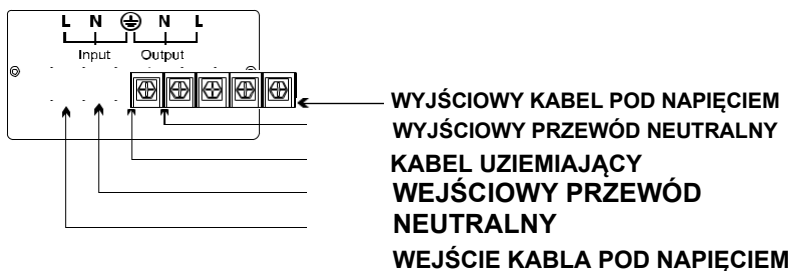 L N N L
Input Output
WYJŚCIOWY KABEL POD NAPIĘCIEM
WYJŚCIOWY PRZEWÓD NEUTRALNY
KABEL UZIEMIAJĄCY
WEJŚCIOWY PRZEWÓD
NEUTRALNY
WEJŚCIE KABLA POD NAPIĘCIEM